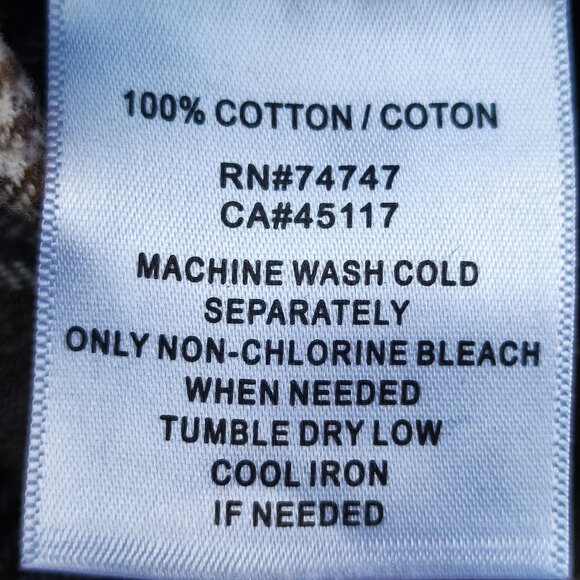 100% COTTON / COTON
RN#74747
CA#45117
MACHINE WASH COLD
SEPARATELY
ONLY NON-CHLORINE BLEACH
WHEN NEEDED
TUMBLE DRY LOW
COOL IRON
IF NEEDED